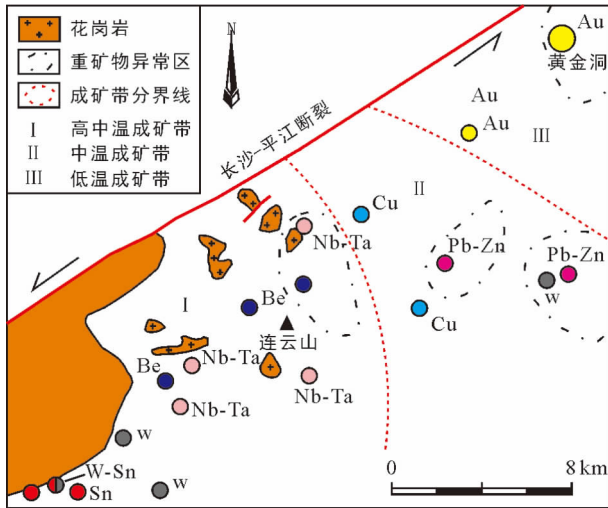 花岗岩
重矿物异常区
成矿带分界线
I 高中温成矿带
II 中温成矿带
III 低温成矿带
N
长沙-平江断裂
Au
黄金洞
Au
Au
III
II
Cu
Nb-Ta
Pb-Zn
Pb-Zn
w
Be
I
Cu
连云山
Nb-Ta
Be
Nb-Ta
Nb-Ta
w
W-Sn
Sn
w
0 8 km